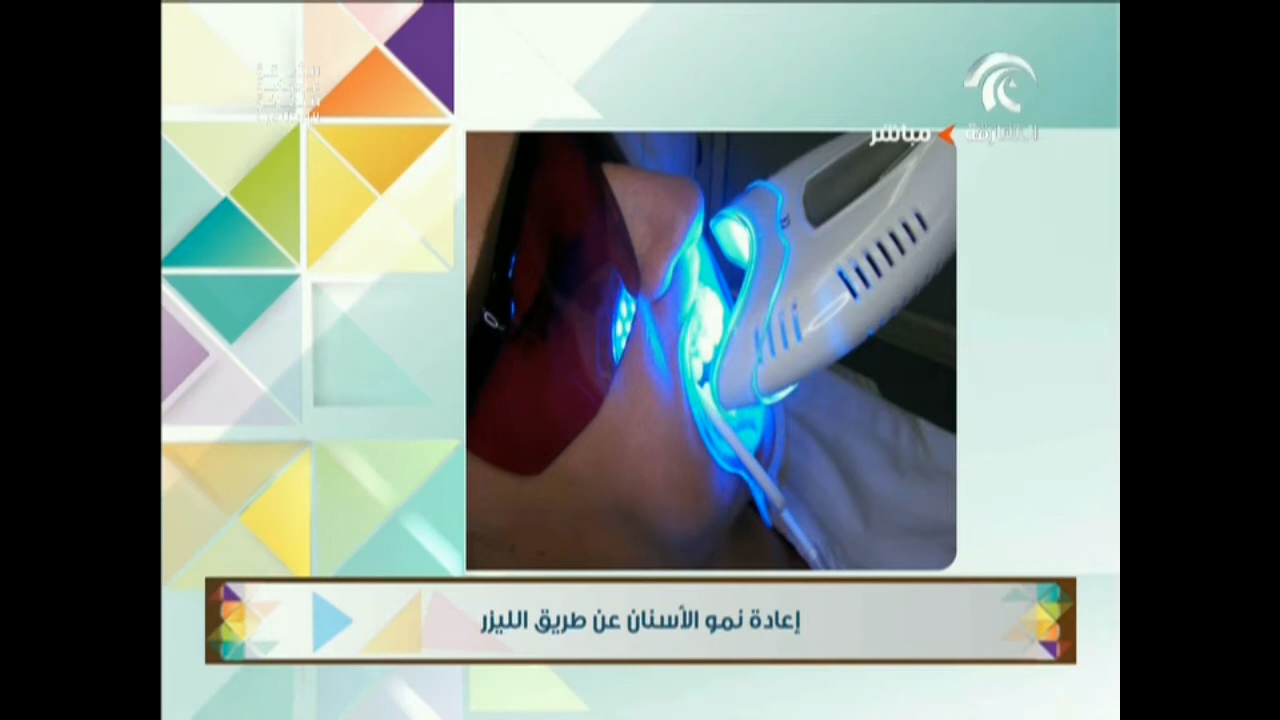 الشارقة
مباشر
إعادة نمو الأسنان عن طريق الليزر